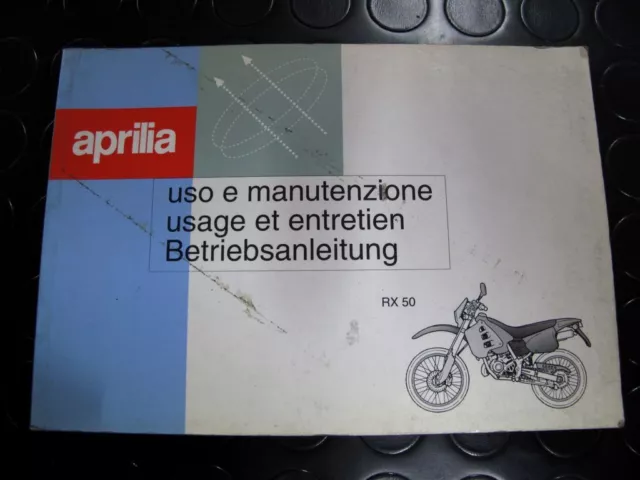 aprilia
uso e manutenzione
usage et entretien
Betriebsanleitung
RX 50